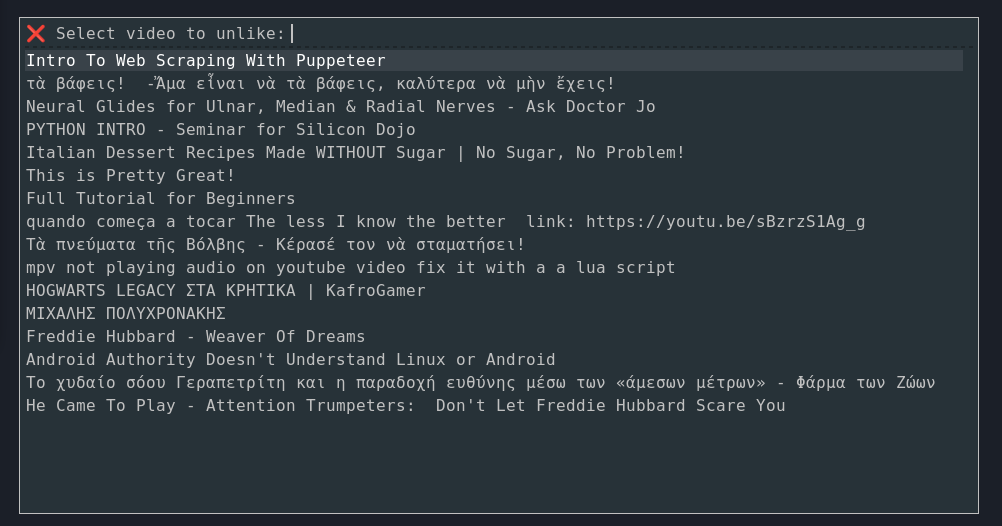 ❌ Select video to unlike:
Intro To Web Scraping With Puppeteer
τὰ βάφεις!  -Ἄμα εἶναι νὰ τὰ βάφεις, καλύτερα νὰ μὴν ἔχεις!
Neural Glides for Ulnar, Median & Radial Nerves - Ask Doctor Jo
PYTHON INTRO - Seminar for Silicon Dojo
Italian Dessert Recipes Made WITHOUT Sugar | No Sugar, No Problem!
This is Pretty Great!
Full Tutorial for Beginners
quando começa a tocar The less I know the better  link: https://youtu.be/sBzrzS1Ag_g
Τὰ πνεύματα τῆς Βόλβης - Κέρασέ τον νὰ σταματήσει!
mpv not playing audio on youtube video fix it with a a lua script
HOGWARTS LEGACY ΣΤΑ ΚΡΗΤΙΚΑ | KafroGamer
ΜΙΧΑΛΗΣ ΠΟΛΥΧΡΟΝΑΚΗΣ
Freddie Hubbard - Weaver Of Dreams
Android Authority Doesn't Understand Linux or Android
Το χυδαίο σόου Γεραπετρίτη και η παραδοχή ευθύνης μέσω των «άμεσων μέτρων» - Φάρμα των Ζώων
He Came To Play - Attention Trumpeters:  Don't Let Freddie Hubbard Scare You